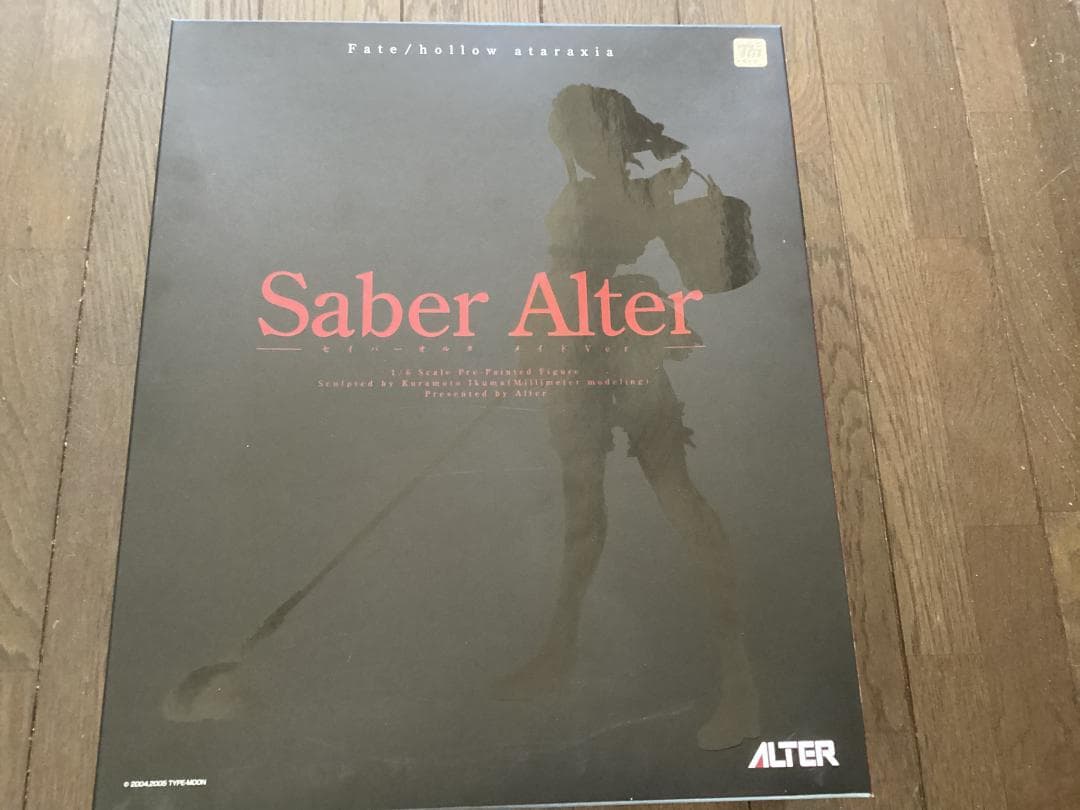 Fate/hollow ataraxia
Saber Alter
セイバーオルタ メイドVer.
1/6 Scale Pre-Painted Figure
Sculpted by Kuramoto Ikuma(Millimeter modeling)
Presented by Alter
ALTER
© 2004,2005 TYPE-MOON